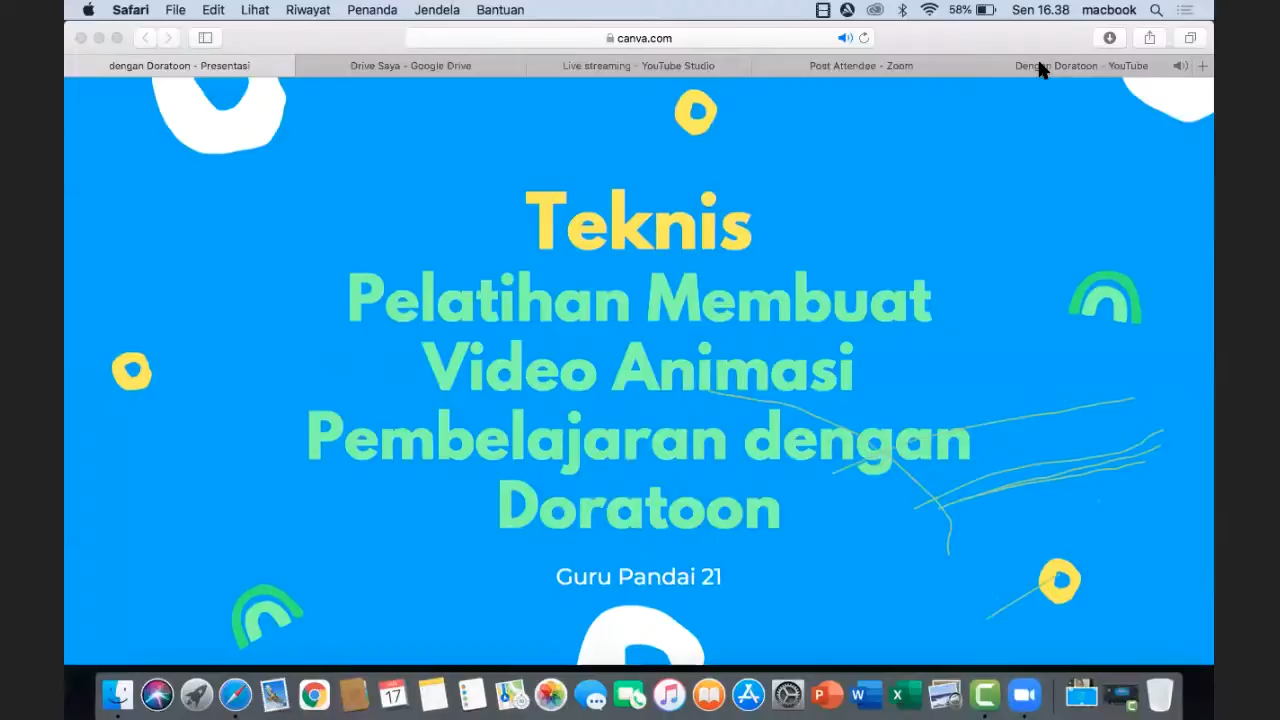 Safari File Edit Lihat Riwayat Penanda Jendela Bantuan 58% Sen 16.38 macbook
canva.com
dengan Doratoon - Presentasi Drive Saya - Google Drive Live streaming - YouTube Studio Post Attendee - Zoom Dengan Doratoon - YouTube
Teknis
Pelatihan Membuat
Video Animasi
Pembelajaran dengan
Doratoon
Guru Pandai 21
17